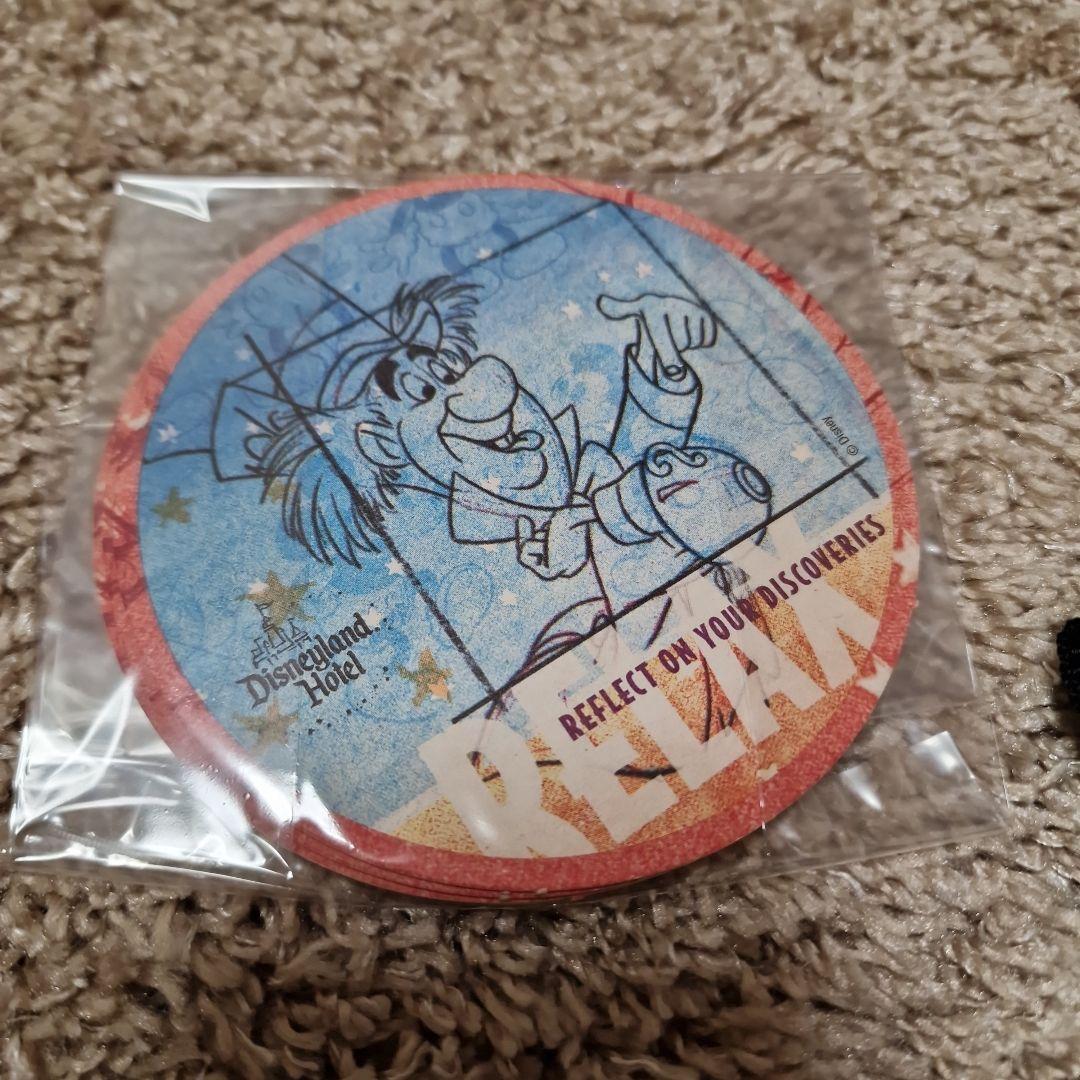 © Disney
Disneyland
Hotel
REFLECT ON YOUR DISCOVERIES
RELAX